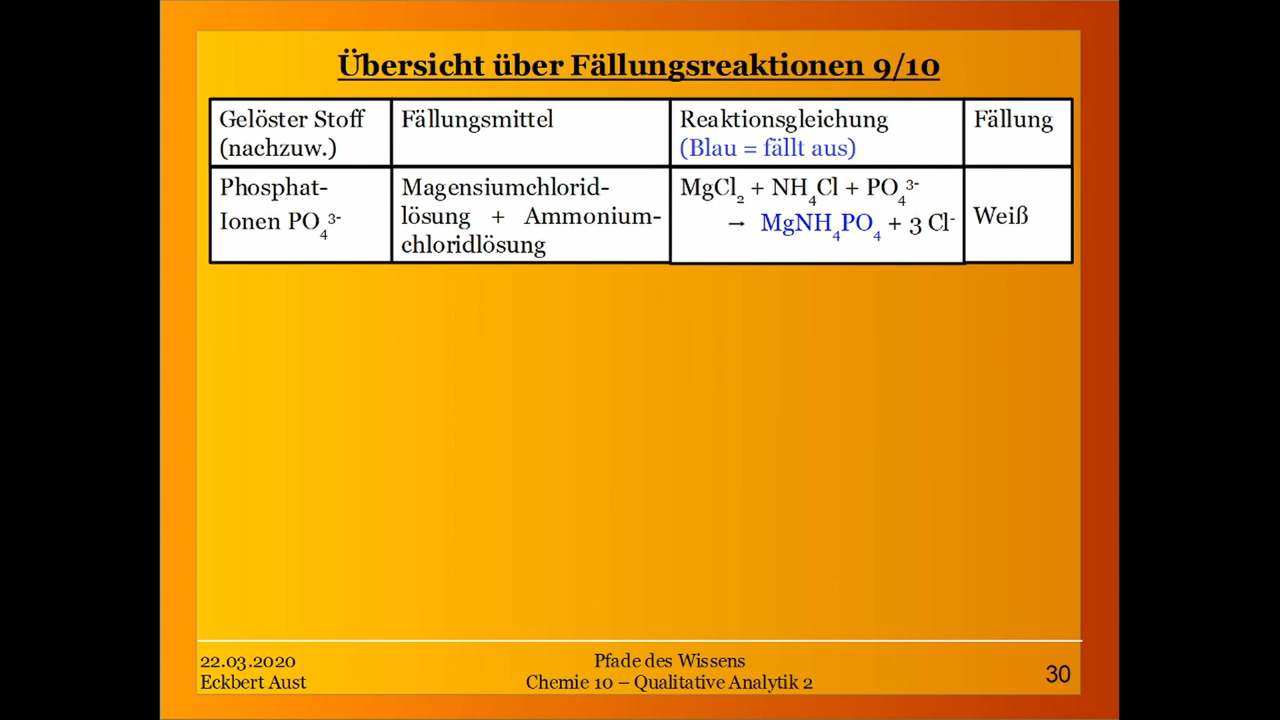 Übersicht über Fällungsreaktionen 9/10
Gelöster Stoff
(nachzuw.)
Fällungsmittel
Reaktionsgleichung
(Blau = fällt aus)
Fällung
Phosphat-
Ionen PO₄³⁻
Magensiumchlorid-
lösung + Ammonium-
chloridlösung
MgCl₂ + NH₄Cl + PO₄³⁻
→ MgNH₄PO₄ + 3 Cl⁻
Weiß
22.03.2020
Eckbert Aust
Pfade des Wissens
Chemie 10 – Qualitative Analytik 2
30